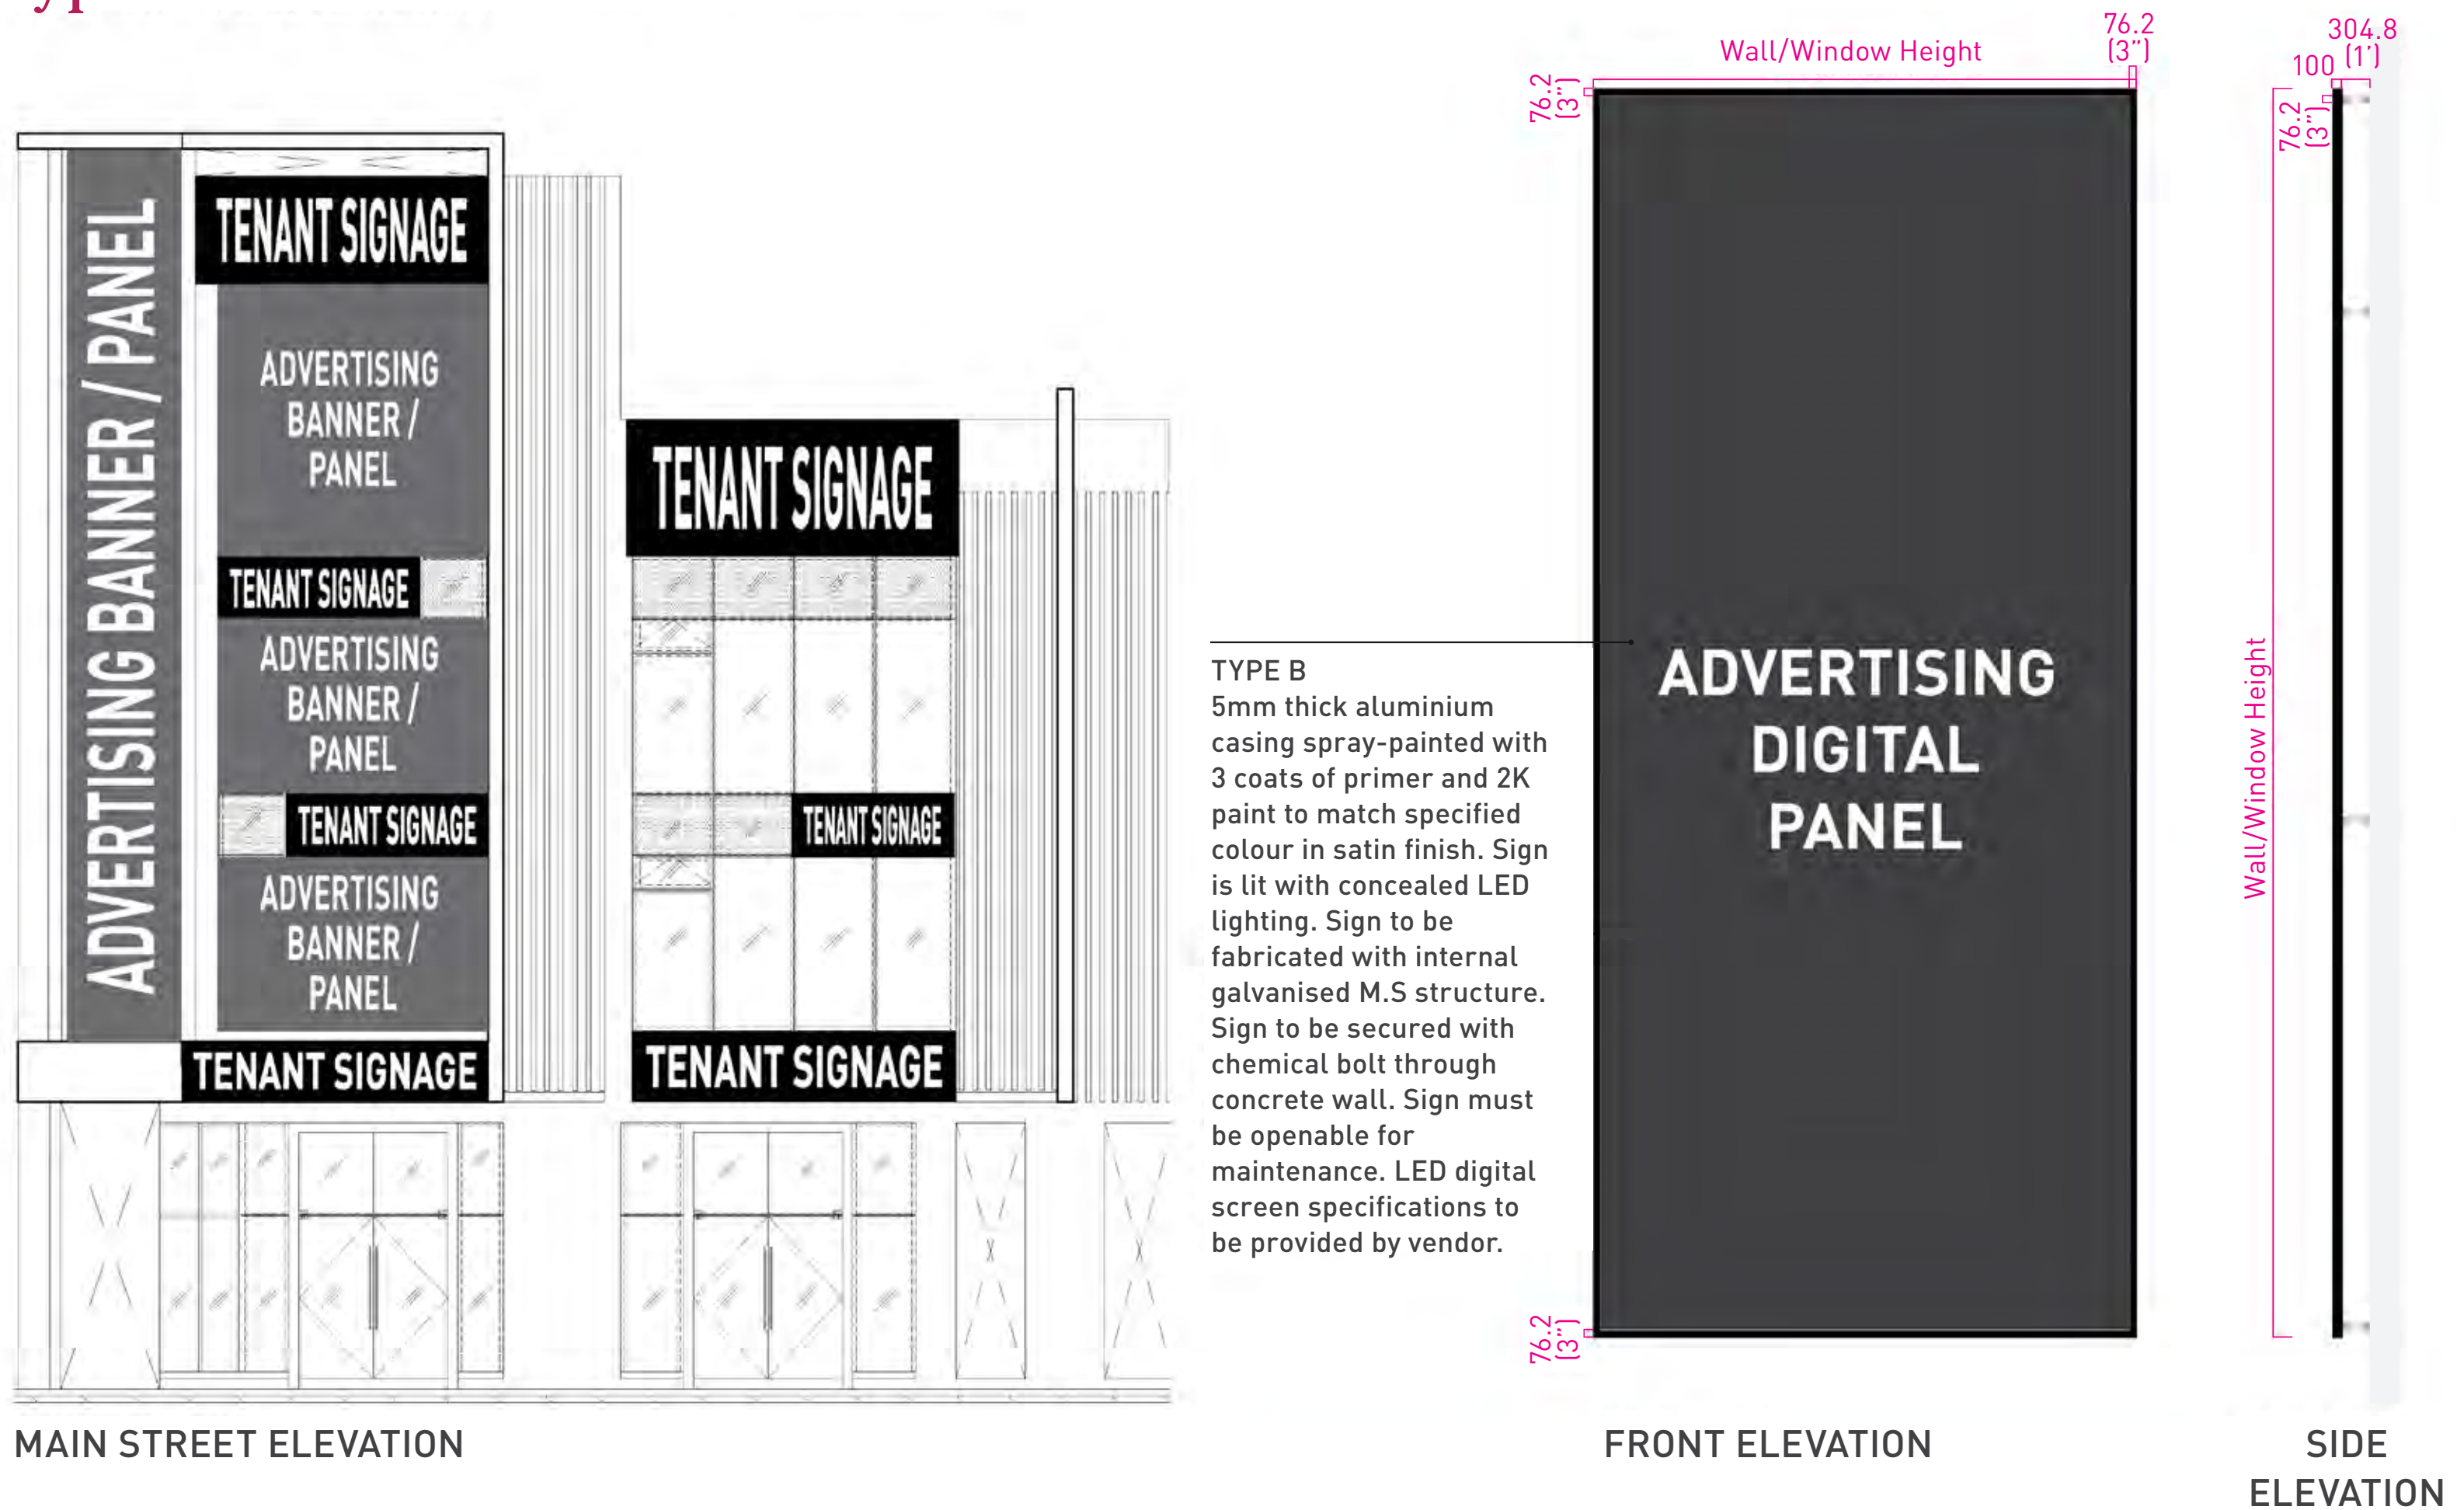 ADVERTISING BANNER / PANEL
TENANT SIGNAGE
ADVERTISING
BANNER /
PANEL
TENANT SIGNAGE
ADVERTISING
BANNER /
PANEL
TENANT SIGNAGE
ADVERTISING
BANNER /
PANEL
TENANT SIGNAGE
TENANT SIGNAGE
TENANT SIGNAGE
TENANT SIGNAGE
MAIN STREET ELEVATION
TYPE B
5mm thick aluminium
casing spray-painted with
3 coats of primer and 2K
paint to match specified
colour in satin finish. Sign
is lit with concealed LED
lighting. Sign to be
fabricated with internal
galvanised M.S structure.
Sign to be secured with
chemical bolt through
concrete wall. Sign must
be openable for
maintenance. LED digital
screen specifications to
be provided by vendor.
Wall/Window Height
76.2
(3")
76.2
(3")
ADVERTISING
DIGITAL
PANEL
76.2
(3")
FRONT ELEVATION
304.8
(1')
100
76.2
(3")
Wall/Window Height
SIDE
ELEVATION